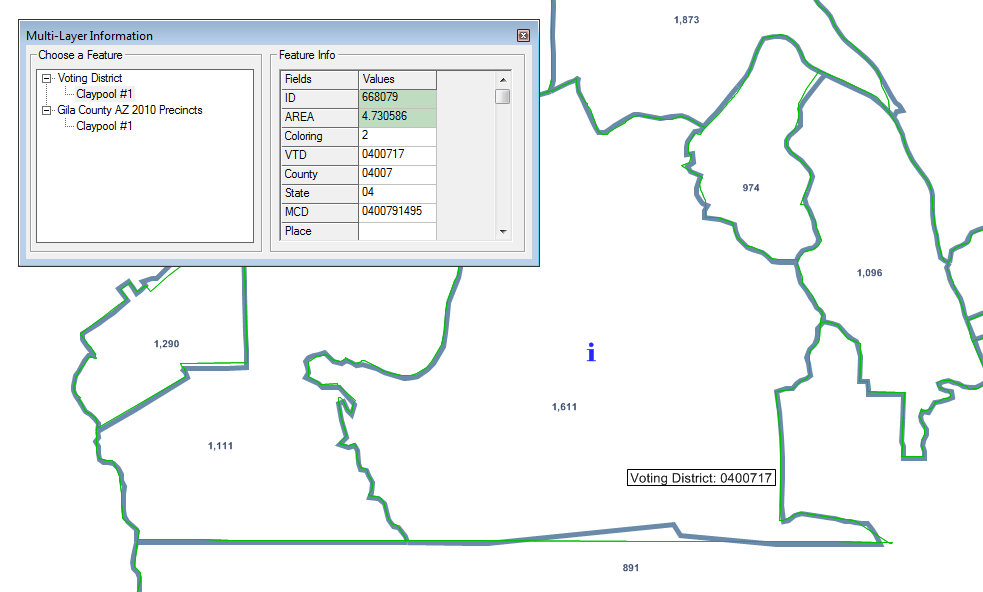 1,873
Multi-Layer Information
Choose a Feature
Voting District
Claypool #1
Gila County AZ 2010 Precincts
Claypool #1
Feature Info
Fields Values
ID 668079
AREA 4.730586
Coloring 2
VTD 0400717
County 04007
State 04
MCD 0400791495
Place
974
1,096
1,290
i
1,611
1,111
Voting District: 0400717
891